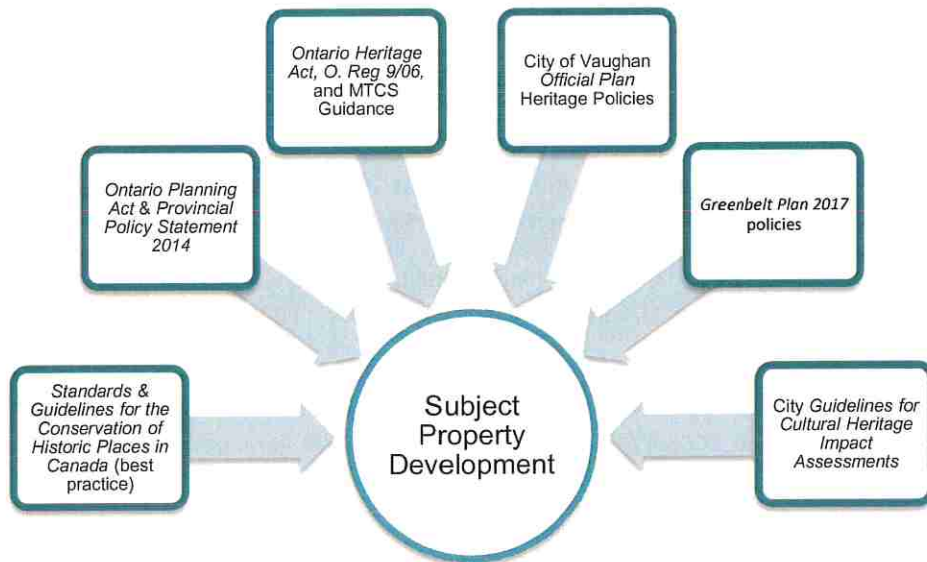 Ontario Heritage
Act, O. Reg 9/06,
and MTCS
Guidance
City of Vaughan
Official Plan
Heritage Policies
Ontario Planning
Act & Provincial
Policy Statement
2014
Greenbelt Plan 2017
policies
Standards &
Guidelines for the
Conservation of
Historic Places in
Canada (best
practice)
Subject
Property
Development
City Guidelines for
Cultural Heritage
Impact
Assessments